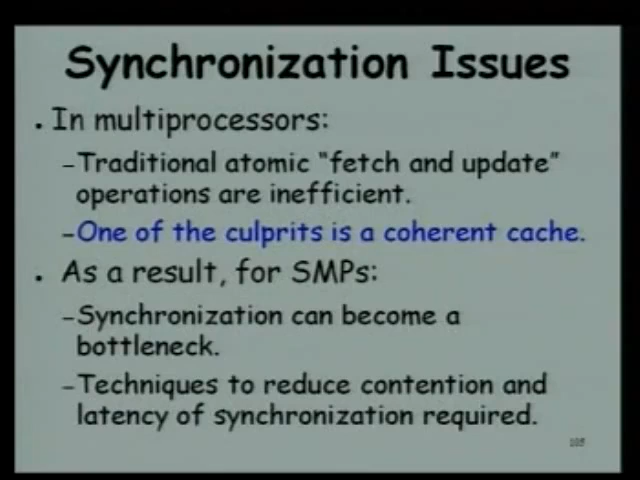 Synchronization Issues
. In multiprocessors:
–Traditional atomic "fetch and update"
operations are inefficient.
–One of the culprits is a coherent cache.
. As a result, for SMPs:
–Synchronization can become a
bottleneck.
–Techniques to reduce contention and
latency of synchronization required.